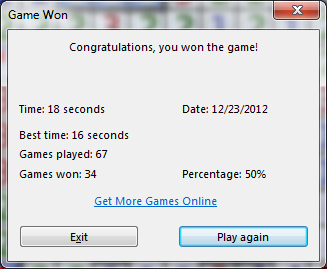 Game Won
Congratulations, you won the game!
Time: 18 seconds Date: 12/23/2012
Best time: 16 seconds
Games played: 67
Games won: 34 Percentage: 50%
Get More Games Online
Exit Play again